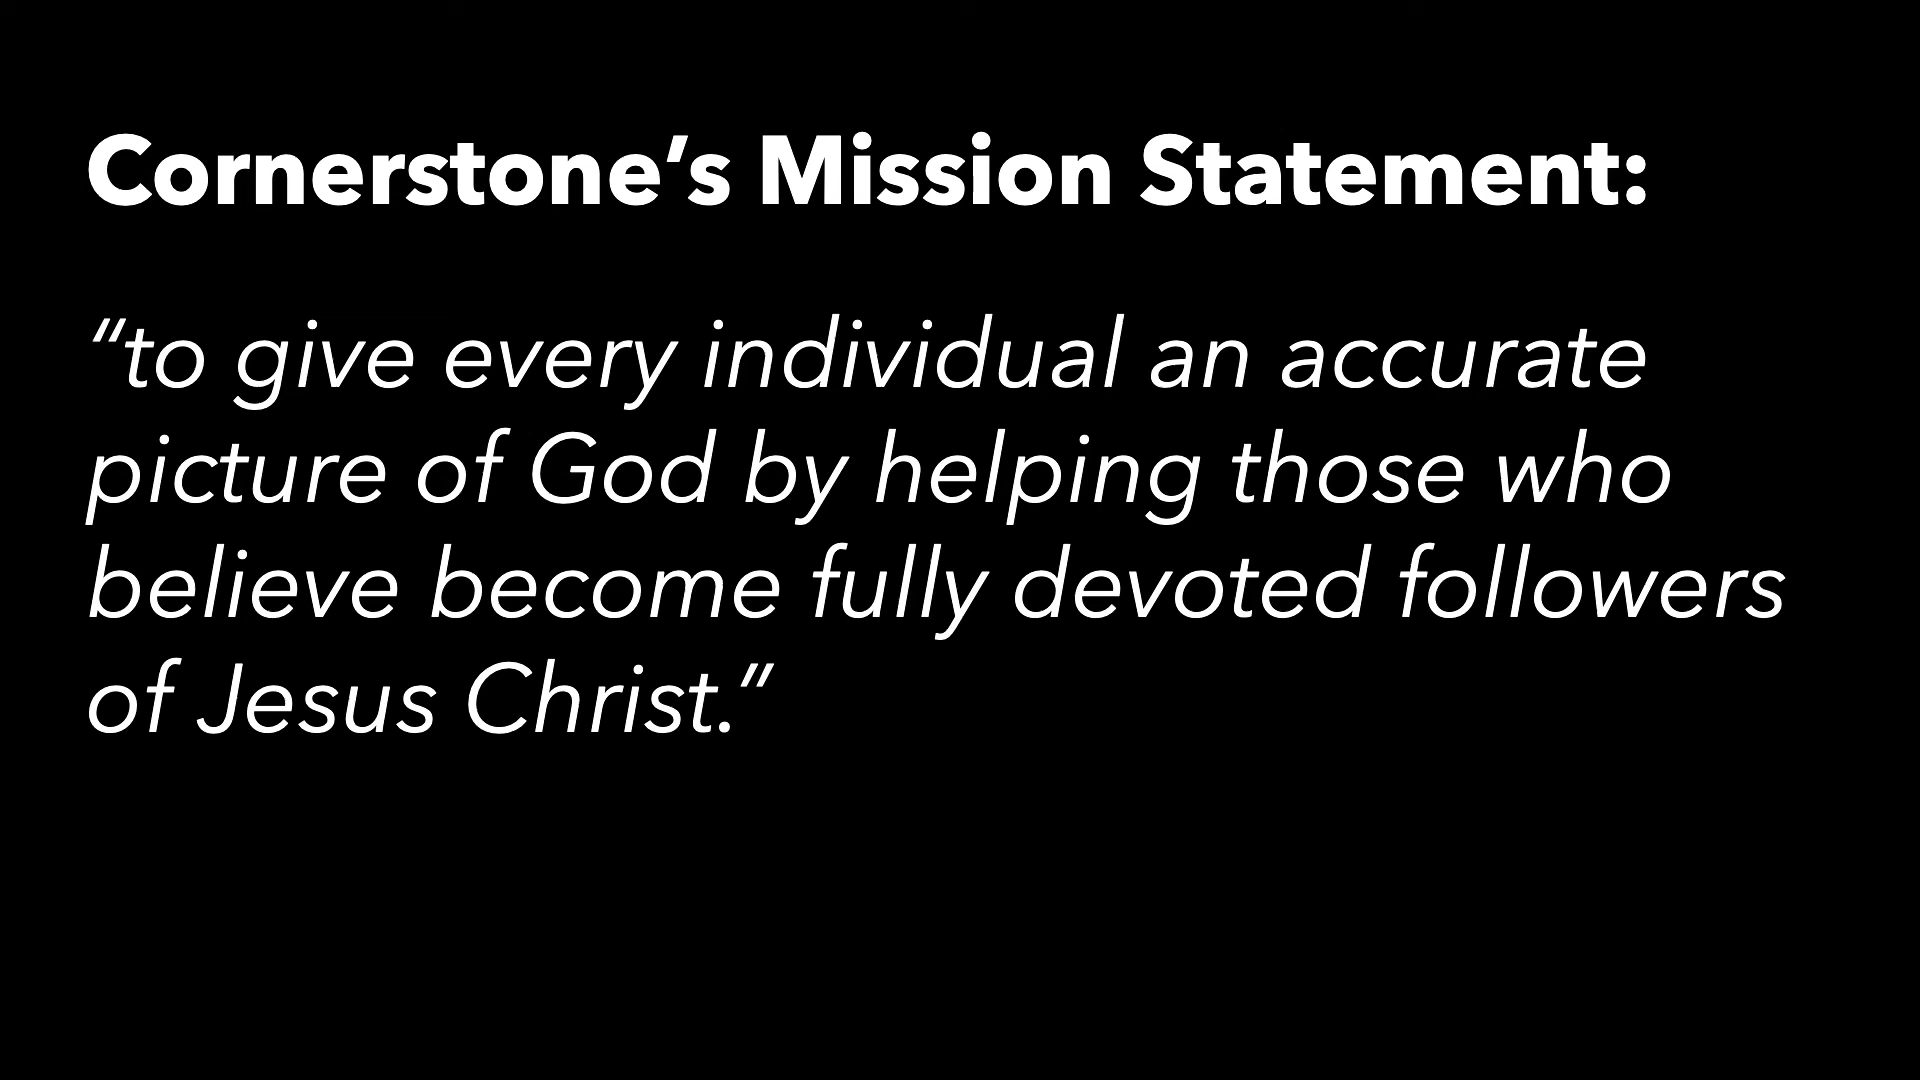 Cornerstone’s Mission Statement:
“to give every individual an accurate
picture of God by helping those who
believe become fully devoted followers
of Jesus Christ.”